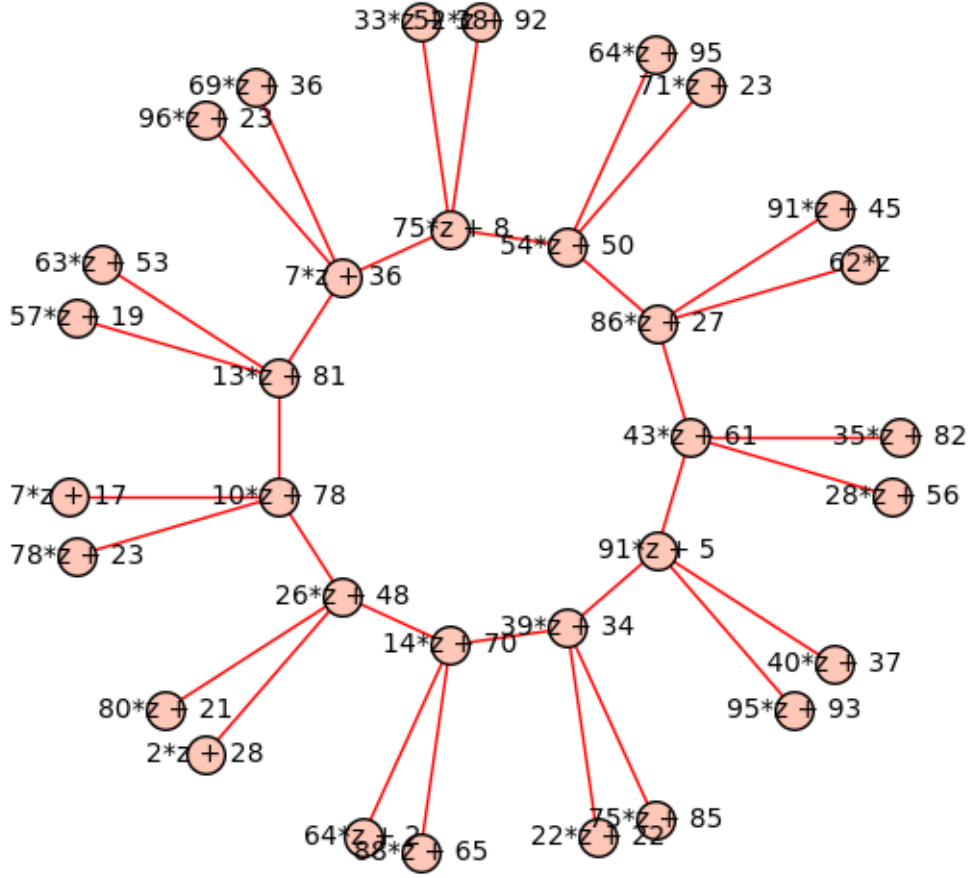 33*z + 38
52*z + 92
64*z + 95
69*z + 36
71*z + 23
96*z + 23
91*z + 45
75*z + 8
54*z + 50
63*z + 53
62*z
7*z + 36
57*z + 19
86*z + 27
13*z + 81
43*z + 61
35*z + 82
7*z + 17
10*z + 78
28*z + 56
78*z + 23
91*z + 5
26*z + 48
39*z + 34
14*z + 70
40*z + 37
80*z + 21
95*z + 93
2*z + 28
75*z + 85
64*z + 2
22*z + 22
88*z + 65